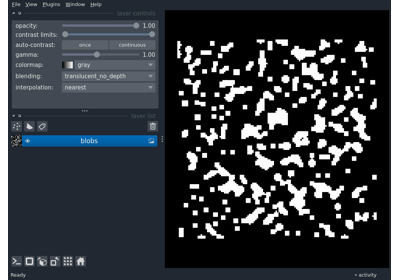 File View Plugins Window Help
layer controls
opacity: 1.00
contrast limits:
auto-contrast: once continuous
gamma: 1.00
colormap: gray
blending: translucent_no_depth
interpolation: nearest
layer list
blobs
Ready
activity